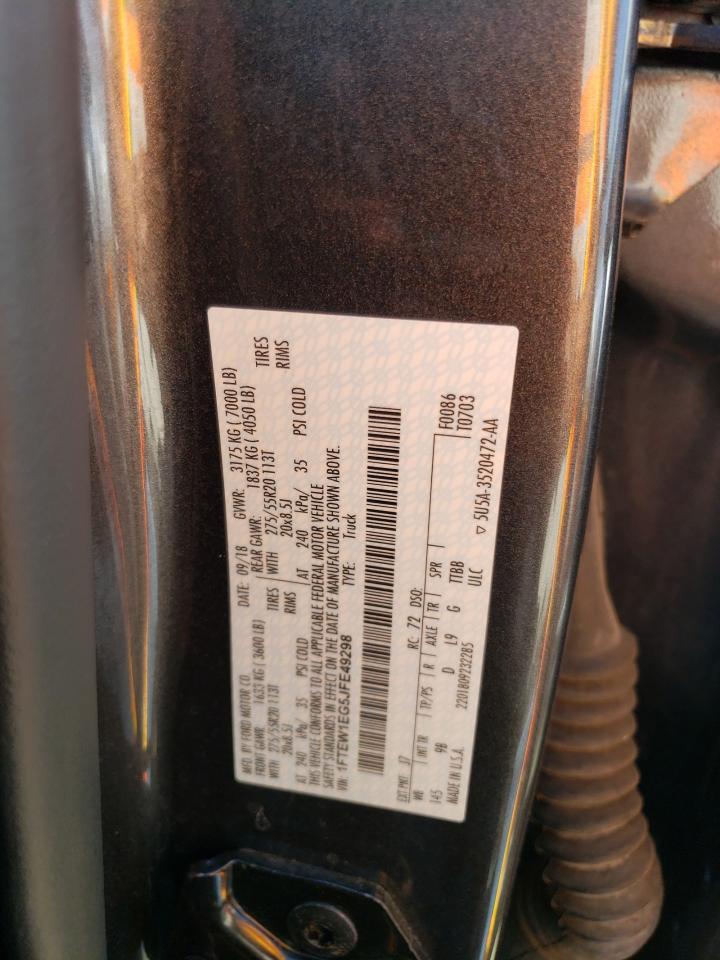 MFD. BY FORD MOTOR CO. DATE: 09/18 GVWR: 3175 KG ( 7000 LB)
FRONT GAWR: 1633 KG ( 3600 LB) REAR GAWR: 1837 KG ( 4050 LB)
WITH 275/55R20 113T TIRES WITH 275/55R20 113T TIRES
20x8.5J RIMS 20x8.5J RIMS
AT 240 kPa/ 35 PSI COLD AT 240 kPa/ 35 PSI COLD
THIS VEHICLE CONFORMS TO ALL APPLICABLE FEDERAL MOTOR VEHICLE
SAFETY STANDARDS IN EFFECT ON THE DATE OF MANUFACTURE SHOWN ABOVE.
VIN: 1FTEW1EG5JFE49298 TYPE: Truck
EXT PNT: RC: 72 DSO: F0086
WB INT TR TP/PS R AXLE TR SPR T0703
145 9B D L9 G TTBB
MADE IN U.S.A. 2201809232285 ULC ▽ 5U5A-3520472-AA